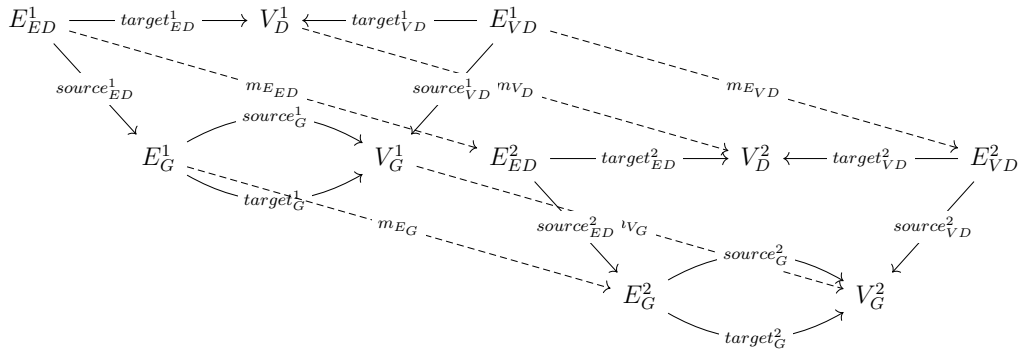 E^1_{ED} target^1_{ED} V^1_D target^1_{VD} E^1_{VD}
source^1_{ED} m_{E_{ED}} source^1_{VD} m_{V_D} m_{E_{VD}}
source^1_G
E^1_G V^1_G E^2_{ED} target^2_{ED} V^2_D target^2_{VD} E^2_{VD}
target^1_G
m_{E_G} source^2_{ED} source^2_{VD}
source^2_G
E^2_G V^2_G
target^2_G